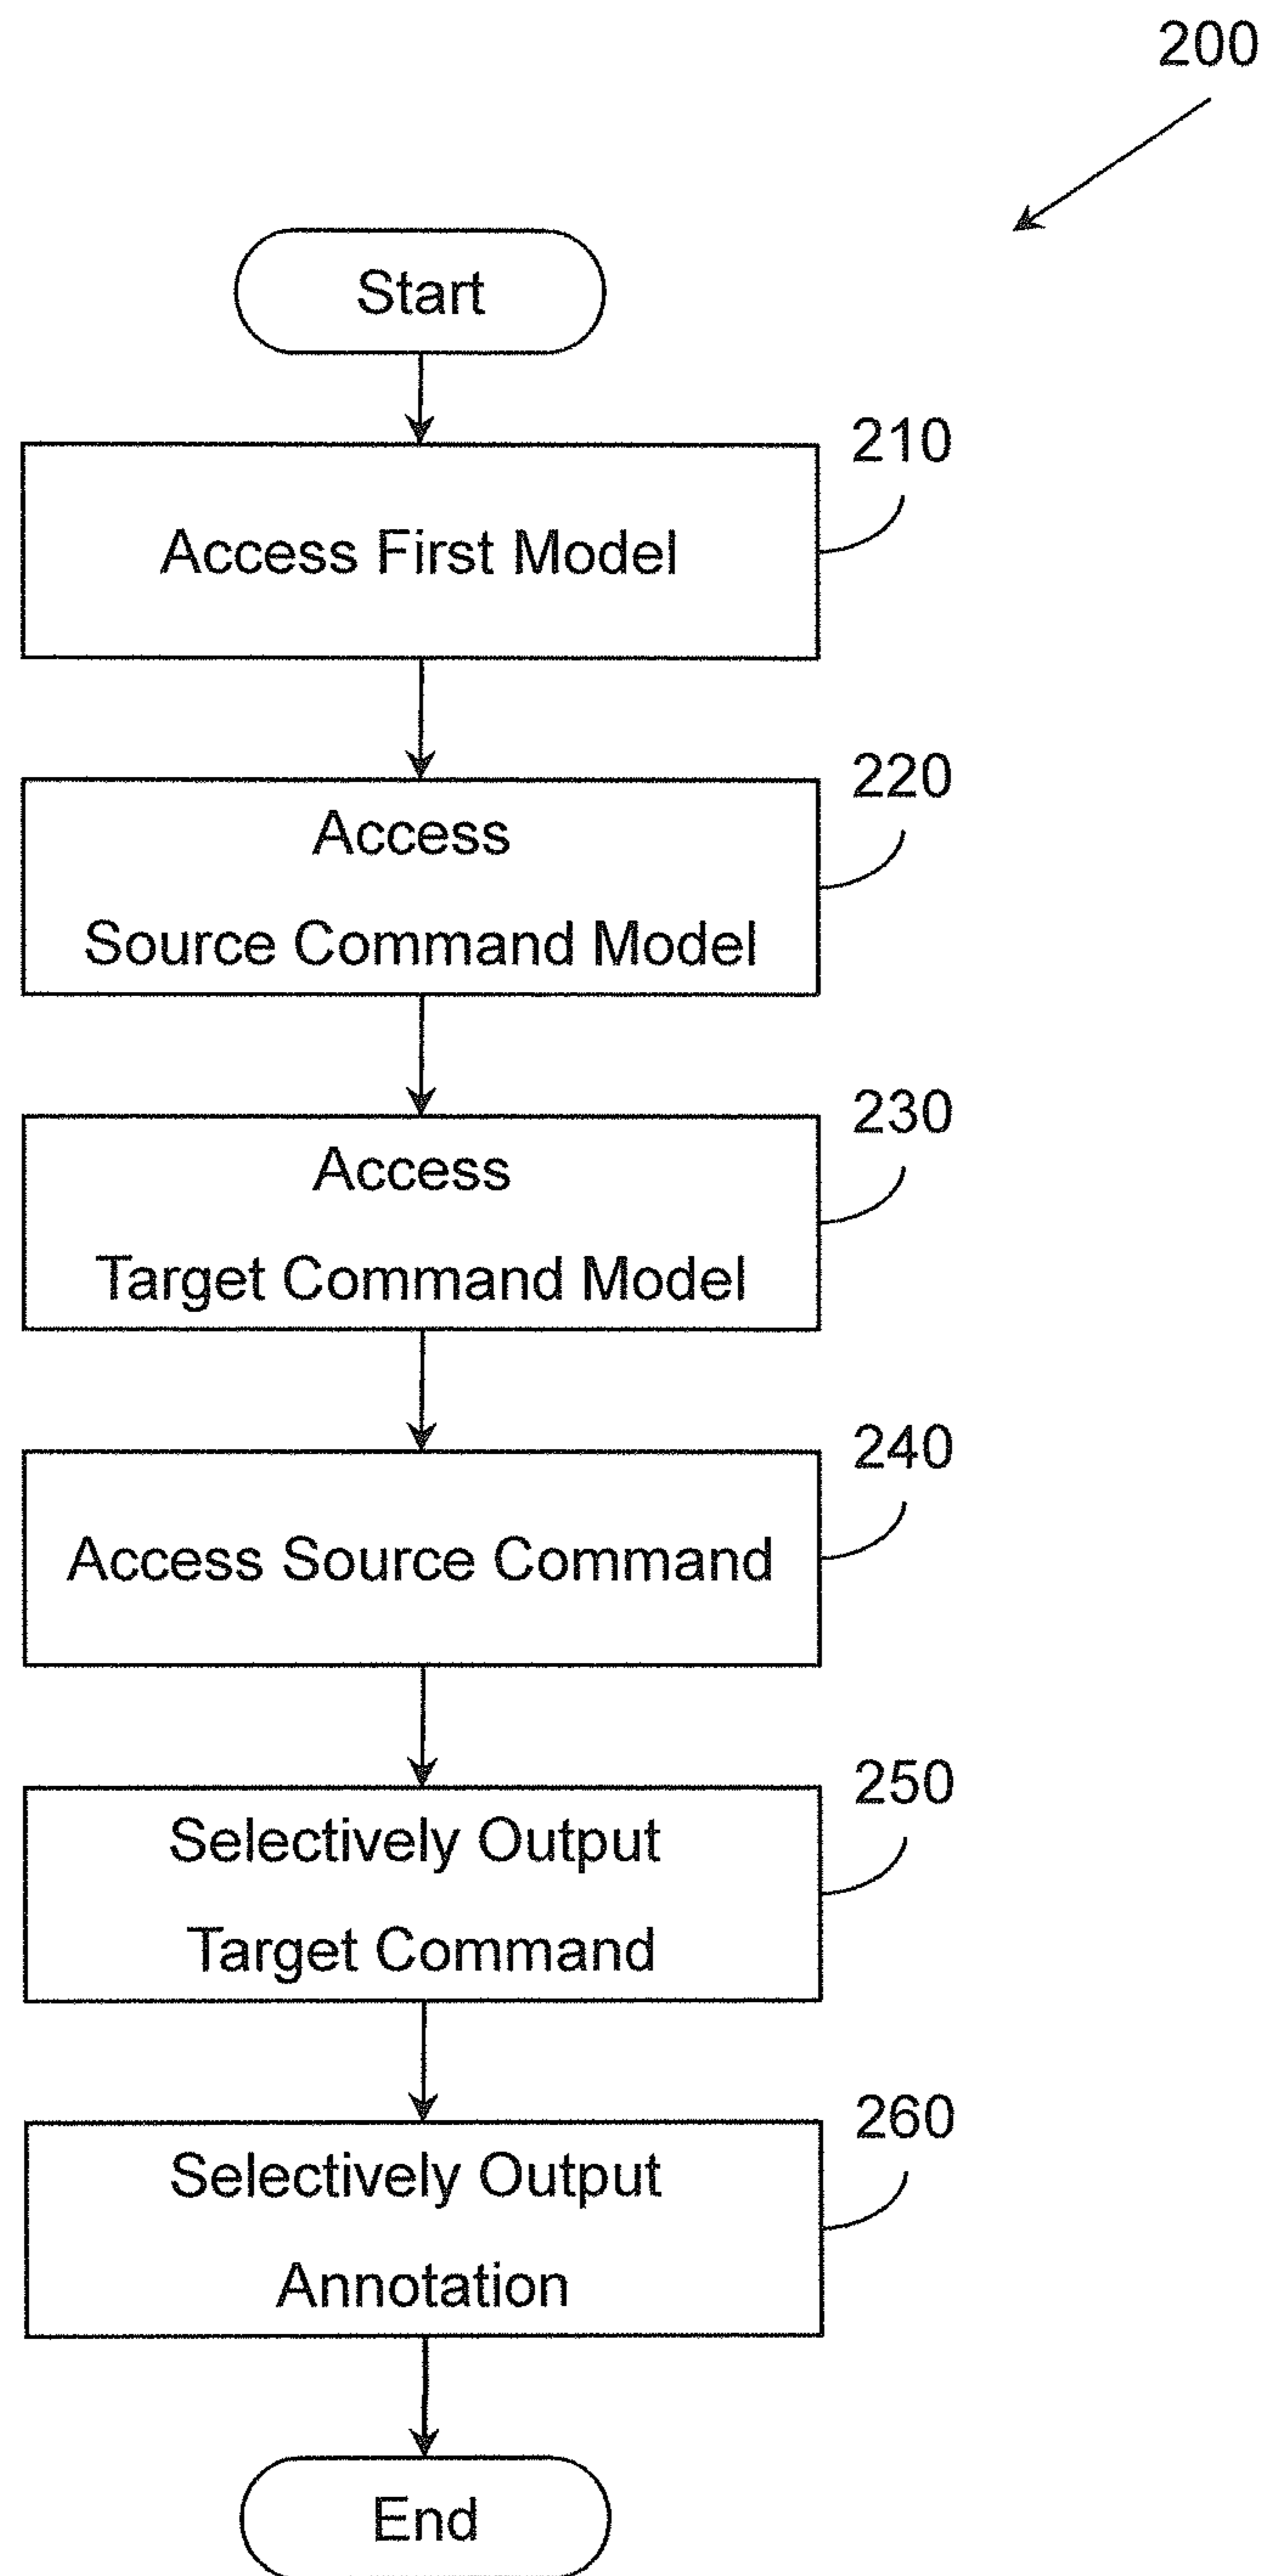 200
Start
210
Access First Model
220
Access
Source Command Model
230
Access
Target Command Model
240
Access Source Command
250
Selectively Output
Target Command
260
Selectively Output
Annotation
End